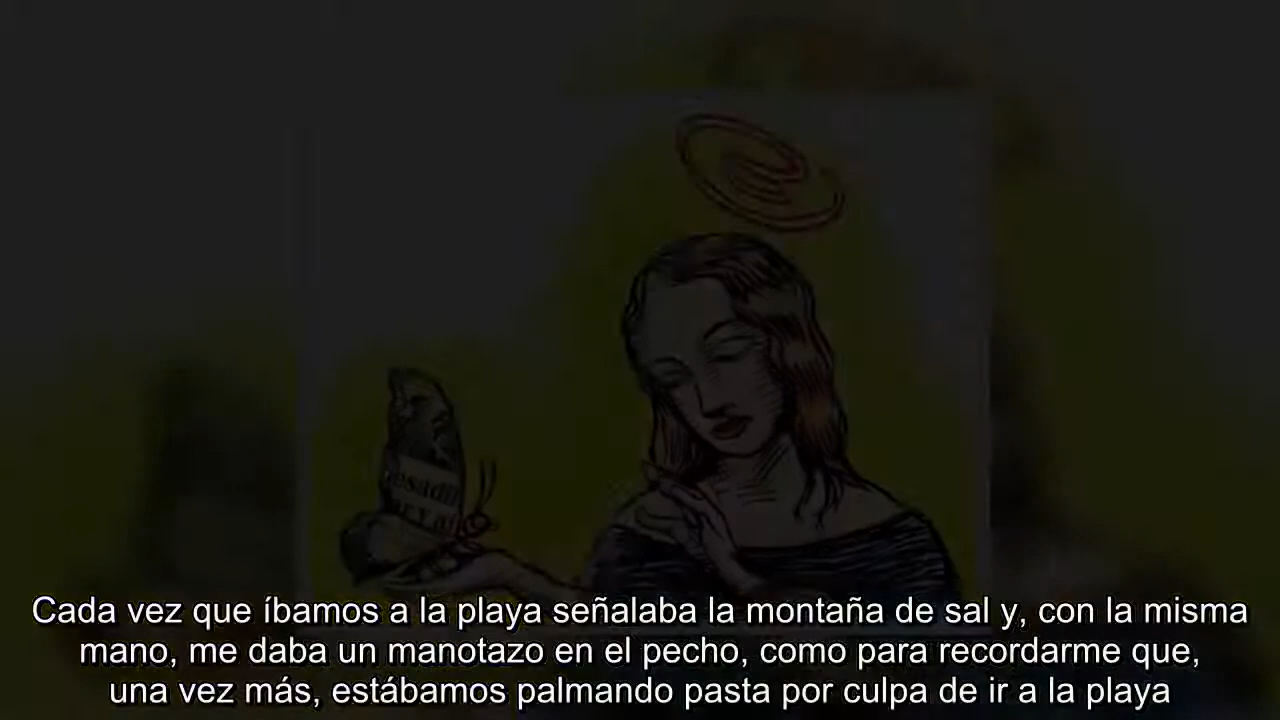 Cada vez que íbamos a la playa señalaba la montaña de sal y, con la misma
mano, me daba un manotazo en el pecho, como para recordarme que,
una vez más, estábamos palmando pasta por culpa de ir a la playa